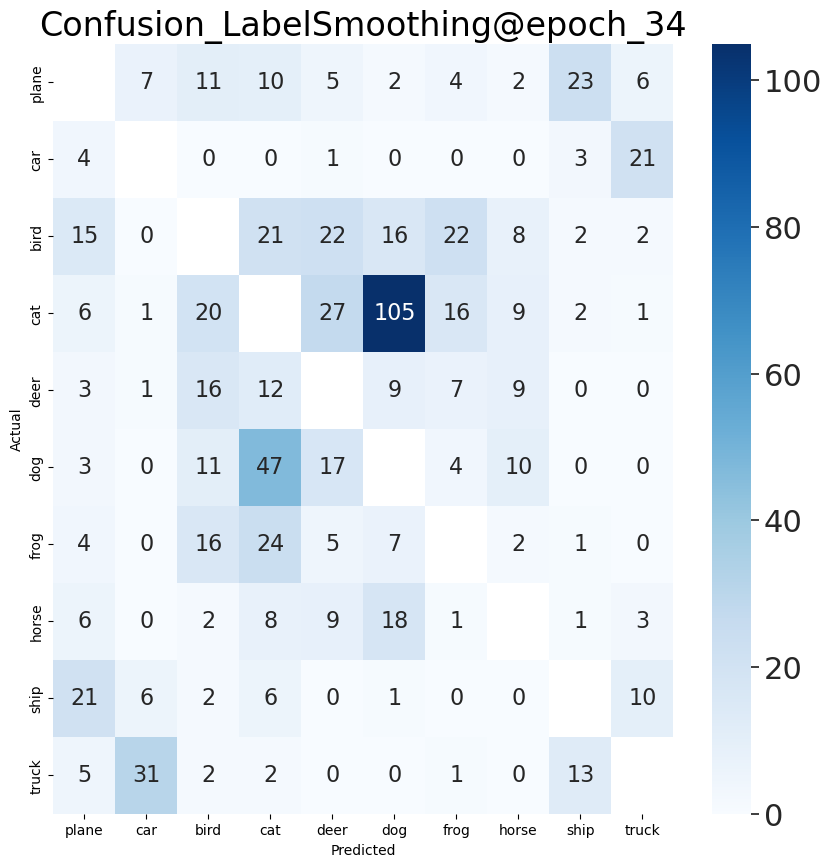 Confusion_LabelSmoothing@epoch_34
plane 7 11 10 5 2 4 2 23 6
car 4 0 0 1 0 0 0 3 21
bird 15 0 21 22 16 22 8 2 2
cat 6 1 20 27 105 16 9 2 1
deer 3 1 16 12 9 7 9 0 0
dog 3 0 11 47 17 4 10 0 0
frog 4 0 16 24 5 7 2 1 0
horse 6 0 2 8 9 18 1 1 3
ship 21 6 2 6 0 1 0 0 10
truck 5 31 2 2 0 0 1 0 13
plane car bird cat deer dog frog horse ship truck
Predicted
Actual
100
80
60
40
20
0